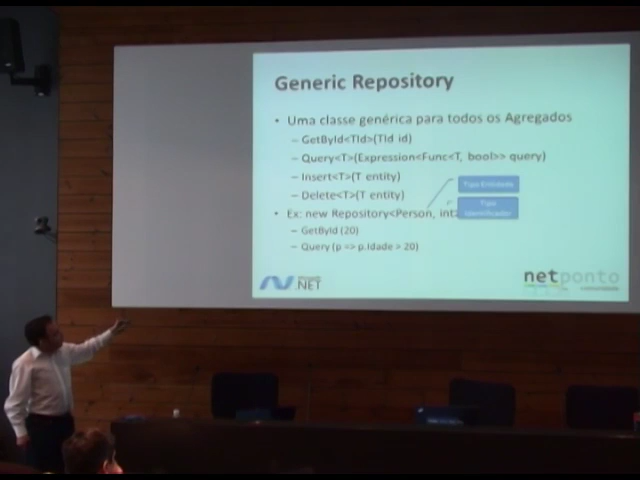 Generic Repository
• Uma classe genérica para todos os Agregados
– GetById<TId>(TId id)
– Query<T>(Expression<Func<T, bool>> query)
– Insert<T>(T entity)
– Delete<T>(T entity)
Tipo Entidade
Tipo
Identificador
• Ex: new Repository<Person, int>
– GetById (20)
– Query (p => p.Idade > 20)
.NET
netponto
comunidade